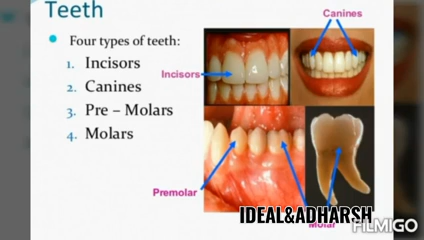 Teeth
Canines
Four types of teeth:
1. Incisors
Incisors
2. Canines
3. Pre – Molars
4. Molars
Premolar
IDEAL&ADHARSH
Molar
FILMIGO